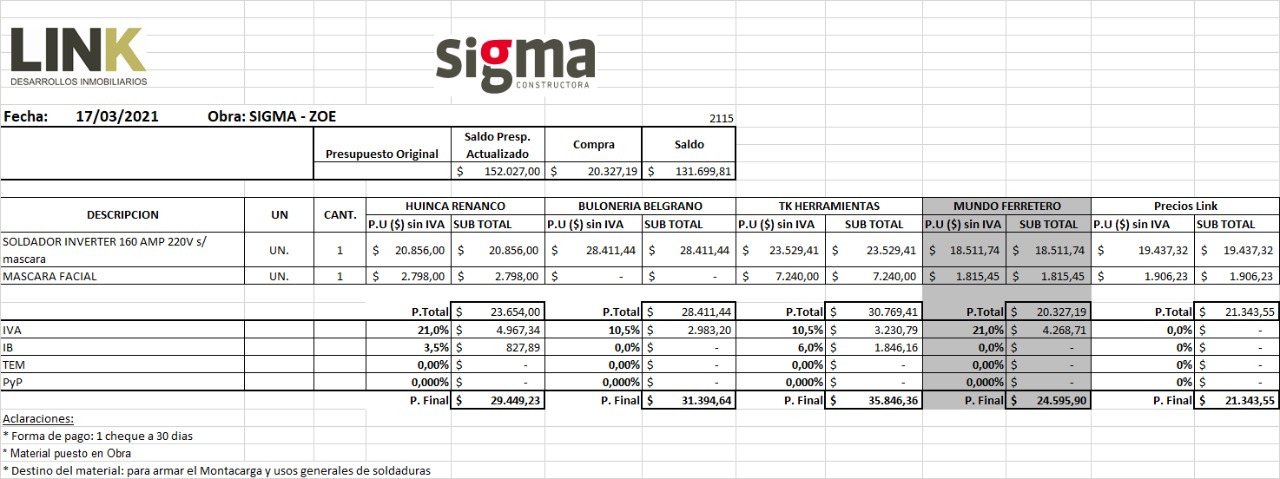 LINK
DESARROLLOS INMOBILIARIOS
sigma
CONSTRUCTORA
Fecha: 17/03/2021 Obra: SIGMA - ZOE 2115
Presupuesto Original Saldo Presp. Actualizado Compra Saldo
$ 152.027,00 $ 20.327,19 $ 131.699,81
DESCRIPCION UN CANT. HUINCA RENANCO BULONERIA BELGRANO TK HERRAMIENTAS MUNDO FERRETERO Precios Link
P.U ($) sin IVA SUB TOTAL P.U ($) sin IVA SUB TOTAL P.U ($) sin IVA SUB TOTAL P.U ($) sin IVA SUB TOTAL P.U ($) sin IVA SUB TOTAL
SOLDADOR INVERTER 160 AMP 220V s/ mascara UN. 1 $ 20.856,00 $ 20.856,00 $ 28.411,44 $ 28.411,44 $ 23.529,41 $ 23.529,41 $ 18.511,74 $ 18.511,74 $ 19.437,32 $ 19.437,32
MASCARA FACIAL UN. 1 $ 2.798,00 $ 2.798,00 $ - $ - $ 7.240,00 $ 7.240,00 $ 1.815,45 $ 1.815,45 $ 1.906,23 $ 1.906,23
P.Total $ 23.654,00 P.Total $ 28.411,44 P.Total $ 30.769,41 P.Total $ 20.327,19 P.Total $ 21.343,55
IVA 21,0% $ 4.967,34 10,5% $ 2.983,20 10,5% $ 3.230,79 21,0% $ 4.268,71 0,0% $ -
IB 3,5% $ 827,89 0,0% $ - 6,0% $ 1.846,16 0,0% $ - 0% $ -
TEM 0,00% $ - 0,00% $ - 0,00% $ - 0,00% $ - 0% $ -
PyP 0,000% $ - 0,000% $ - 0,000% $ - 0,000% $ - 0% $ -
P. Final $ 29.449,23 P. Final $ 31.394,64 P. Final $ 35.846,36 P. Final $ 24.595,90 P. Final $ 21.343,55
Aclaraciones:
* Forma de pago: 1 cheque a 30 dias
* Material puesto en Obra
* Destino del material: para armar el Montacarga y usos generales de soldaduras